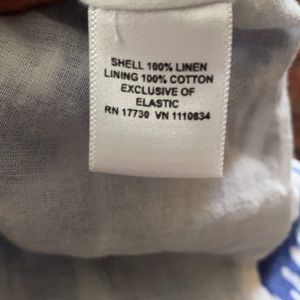 SHELL 100% LINEN
LINING 100% COTTON
EXCLUSIVE OF
ELASTIC
RN 17730 VN 1110834